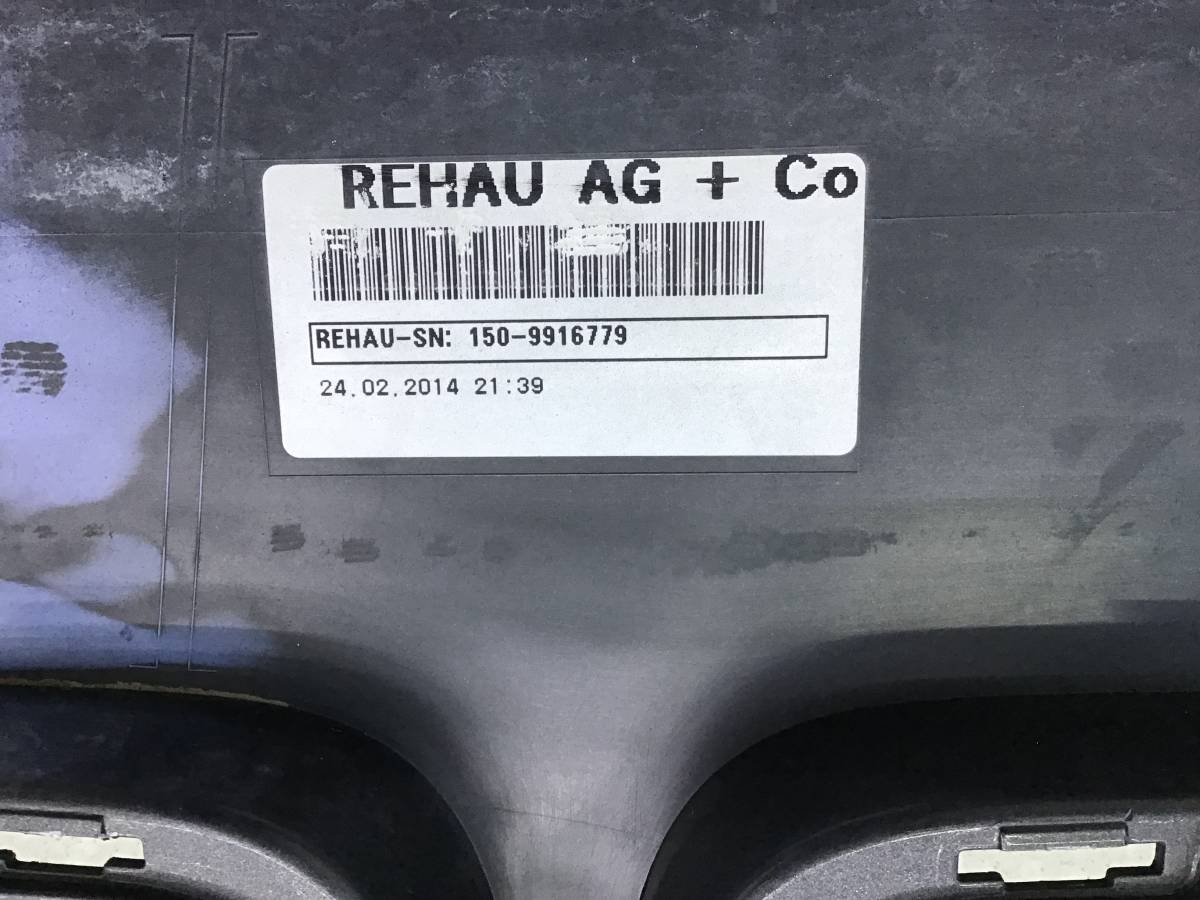 REHAU AG + Co
REHAU-SN: 150-9916779
24.02.2014 21:39